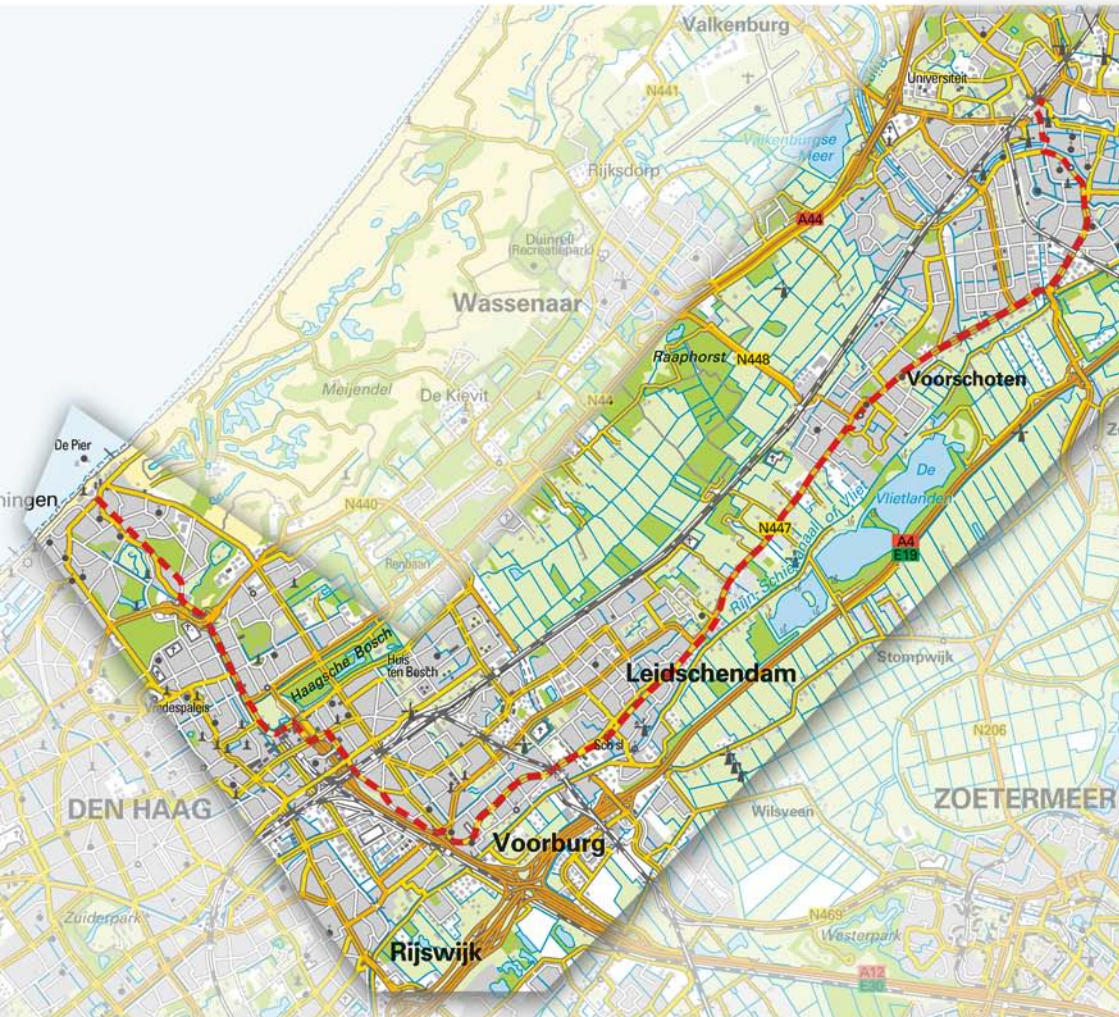 Valkenburg
Universiteit
N441
Valkenburgse
Meer
Rijksdorp
A44
Duinrell
(Recreatiepark)
Wassenaar
Raaphorst
N448
Voorschoten
Meijendel
De Kievit
N44
De Pier
De
Vlietlanden
ningen
N440
N447
Rijn-Schiekanaal of Vliet
A4
E19
Renbaan
Haagsche Bosch
Huis
ten Bosch
Leidschendam
Stompwijk
Vredespaleis
N206
DEN HAAG
ZOETERMEER
Wilsveen
Voorburg
Zuiderpark
N469
Westerpark
Rijswijk
A12
E30